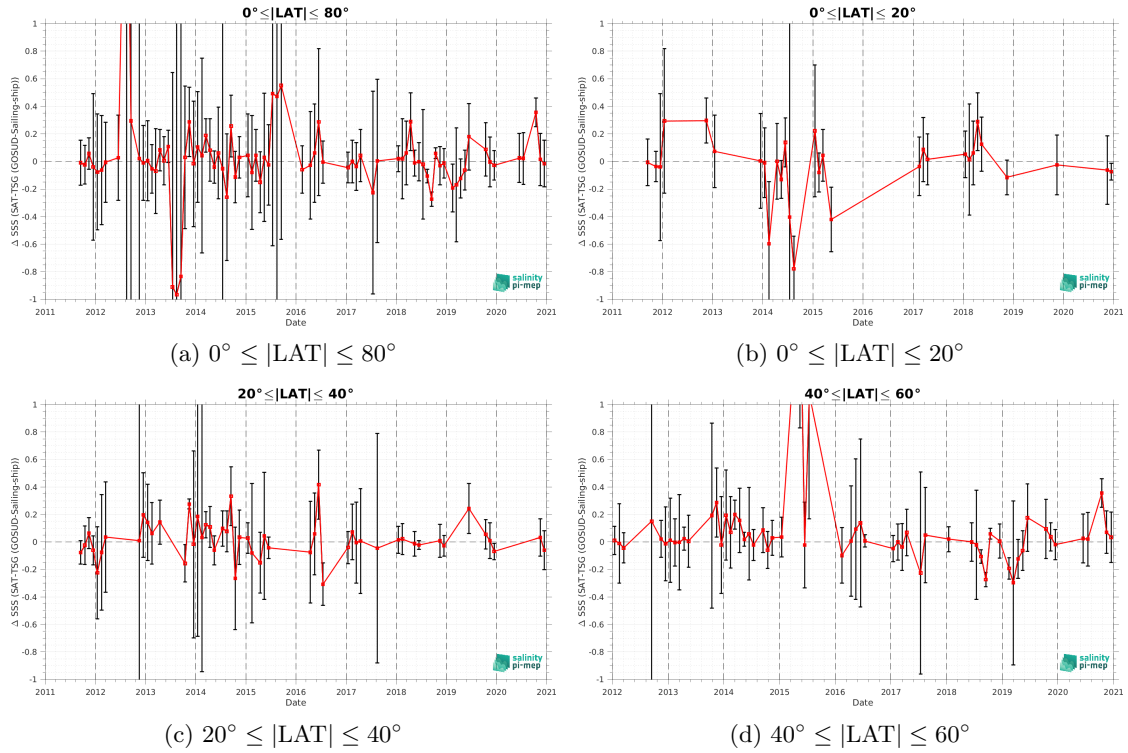 0°≤|LAT|≤ 80°
Δ SSS (SAT-TSG (GOSUD-Sailing-ship))
1
0.8
0.6
0.4
0.2
0
-0.2
-0.4
-0.6
-0.8
-1
salinity
pi-mep
2011 2012 2013 2014 2015 2016 2017 2018 2019 2020 2021
Date
(a) 0° ≤ |LAT| ≤ 80°
0°≤|LAT|≤ 20°
Δ SSS (SAT-TSG (GOSUD-Sailing-ship))
1
0.8
0.6
0.4
0.2
0
-0.2
-0.4
-0.6
-0.8
-1
salinity
pi-mep
2011 2012 2013 2014 2015 2016 2017 2018 2019 2020 2021
Date
(b) 0° ≤ |LAT| ≤ 20°
20°≤|LAT|≤ 40°
Δ SSS (SAT-TSG (GOSUD-Sailing-ship))
1
0.8
0.6
0.4
0.2
0
-0.2
-0.4
-0.6
-0.8
-1
salinity
pi-mep
2011 2012 2013 2014 2015 2016 2017 2018 2019 2020 2021
Date
(c) 20° ≤ |LAT| ≤ 40°
40°≤|LAT|≤ 60°
Δ SSS (SAT-TSG (GOSUD-Sailing-ship))
1
0.8
0.6
0.4
0.2
0
-0.2
-0.4
-0.6
-0.8
-1
salinity
pi-mep
2012 2013 2014 2015 2016 2017 2018 2019 2020 2021
Date
(d) 40° ≤ |LAT| ≤ 60°